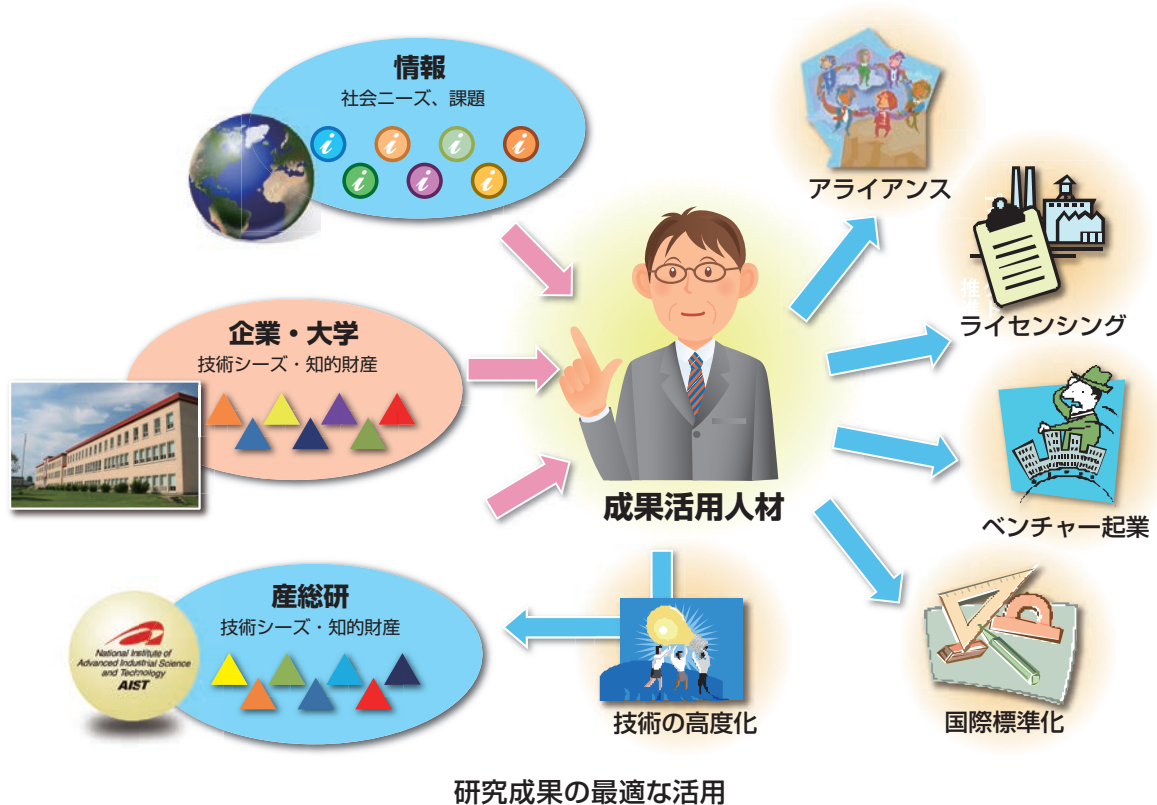 情報
社会ニーズ、課題
i i i i
i i i
企業・大学
技術シーズ・知的財産
産総研
技術シーズ・知的財産
National Institute of
Advanced Industrial Science
and Technology
AIST
成果活用人材
アライアンス
ライセンシング
ベンチャー起業
国際標準化
技術の高度化
研究成果の最適な活用